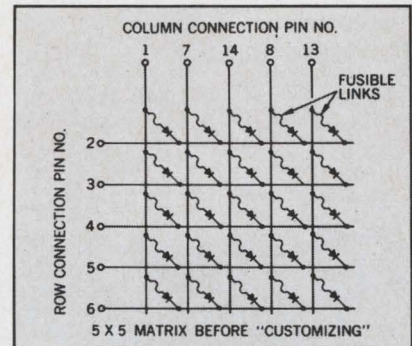 COLUMN CONNECTION PIN NO.
1 7 14 8 13
FUSIBLE
LINKS
ROW CONNECTION PIN NO.
2
3
4
5
6
5 X 5 MATRIX BEFORE "CUSTOMIZING"